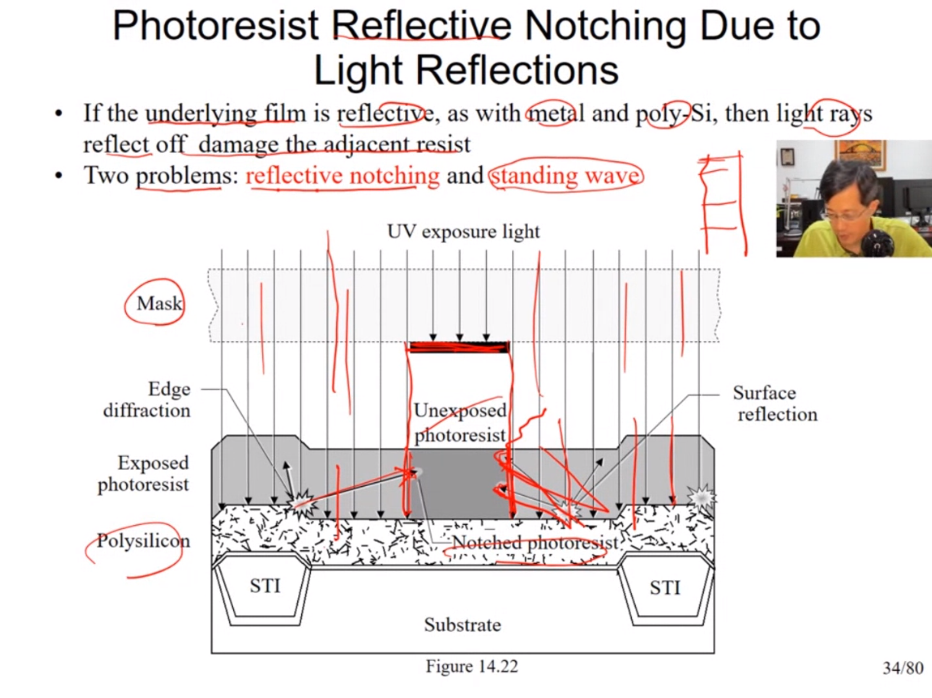 Photoresist Reflective Notching Due to
Light Reflections
• If the underlying film is reflective, as with metal and poly-Si, then light rays
reflect off damage the adjacent resist
• Two problems: reflective notching and standing wave
UV exposure light
Mask
Edge
diffraction
Surface
reflection
Unexposed
photoresist
Exposed
photoresist
Polysilicon
Notched photoresist
STI
STI
Substrate
Figure 14.22
34/80